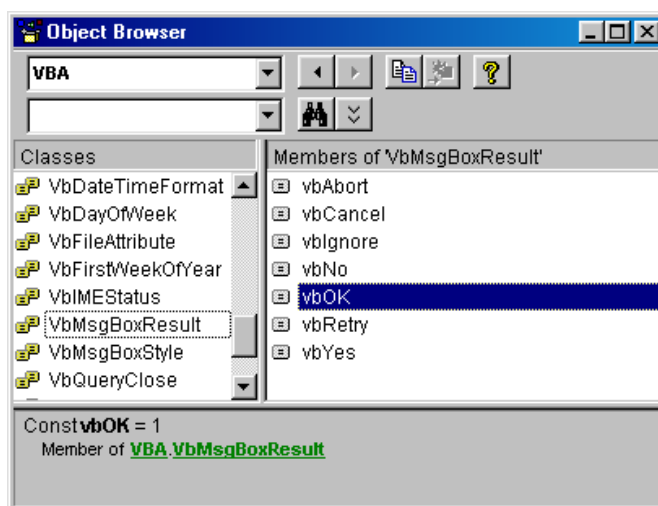 Object Browser
VBA
Classes
VbDateTimeFormat
VbDayOfWeek
VbFileAttribute
VbFirstWeekOfYear
VbIMEStatus
VbMsgBoxResult
VbMsgBoxStyle
VbQueryClose
Members of 'VbMsgBoxResult'
vbAbort
vbCancel
vbIgnore
vbNo
vbOK
vbRetry
vbYes
Const vbOK = 1
Member of VBA.VbMsgBoxResult